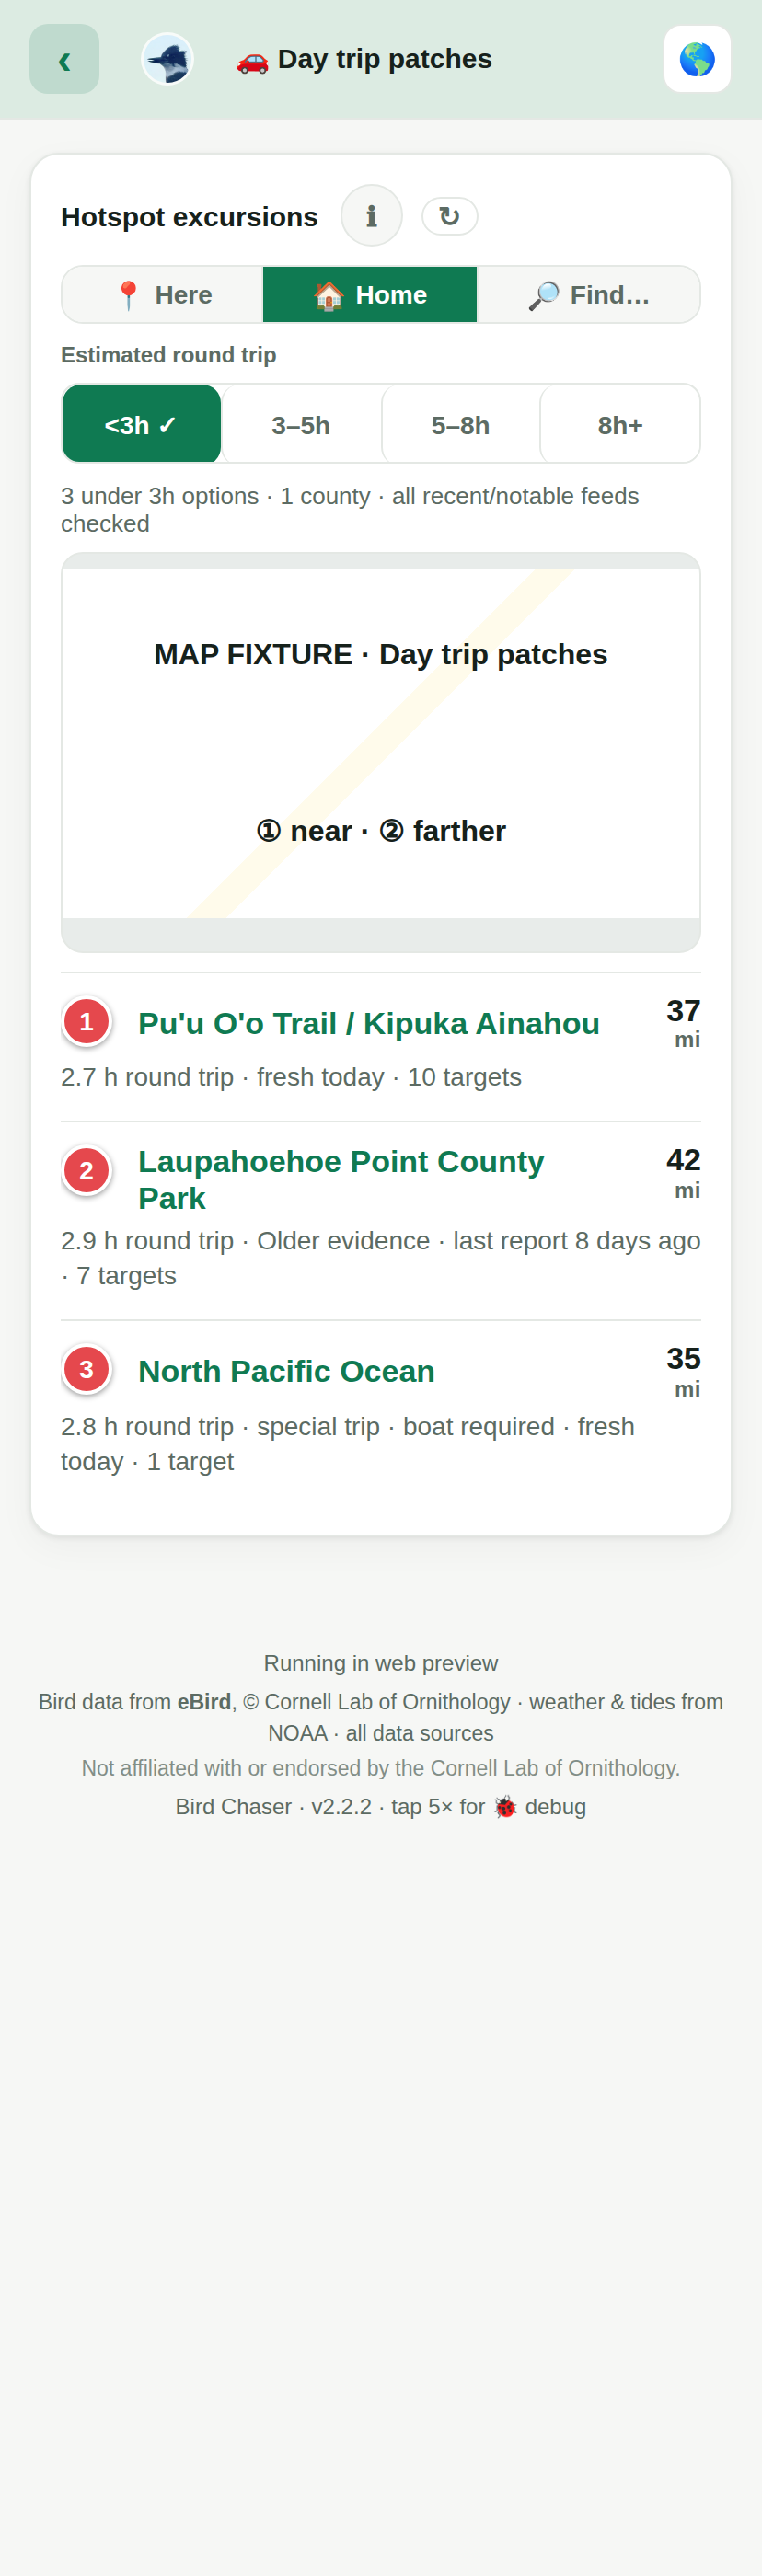 ‹ 🚗 Day trip patches 🌎
Hotspot excursions ℹ ↻
📍 Here 🏠 Home 🔎 Find…
Estimated round trip
<3h ✓ 3–5h 5–8h 8h+
3 under 3h options · 1 county · all recent/notable feeds
checked
MAP FIXTURE · Day trip patches
① near · ② farther
1 Pu'u O'o Trail / Kipuka Ainahou 37 mi
2.7 h round trip · fresh today · 10 targets
2 Laupahoehoe Point County
Park
42 mi
2.9 h round trip · Older evidence · last report 8 days ago
· 7 targets
3 North Pacific Ocean 35 mi
2.8 h round trip · special trip · boat required · fresh
today · 1 target
Running in web preview
Bird data from eBird, © Cornell Lab of Ornithology · weather & tides from
NOAA · all data sources
Not affiliated with or endorsed by the Cornell Lab of Ornithology.
Bird Chaser · v2.2.2 · tap 5× for 🐞 debug